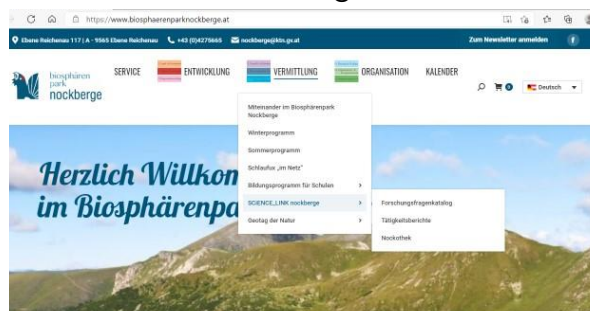 https://www.biosphaerenparknockberge.at
Ebene Reichenau 117 | A - 9565 Ebene Reichenau +43 (0)4275665 nockberge@ktn.gv.at Zum Newsletter anmelden f
biosphären
park
nockberge
SERVICE ENTWICKLUNG VERMITTLUNG ORGANISATION KALENDER
0 Deutsch
Miteinander im Biosphärenpark
Nockberge
Winterprogramm
Sommerprogramm
Schlaufux „im Netz"
Bildungsprogramm für Schulen >
SCiENCE_LINK nockberge > Forschungsfragenkatalog
Geotag der Natur > Tätigkeitsberichte
Nockothek
Herzlich Willkom
im Biosphärenpa